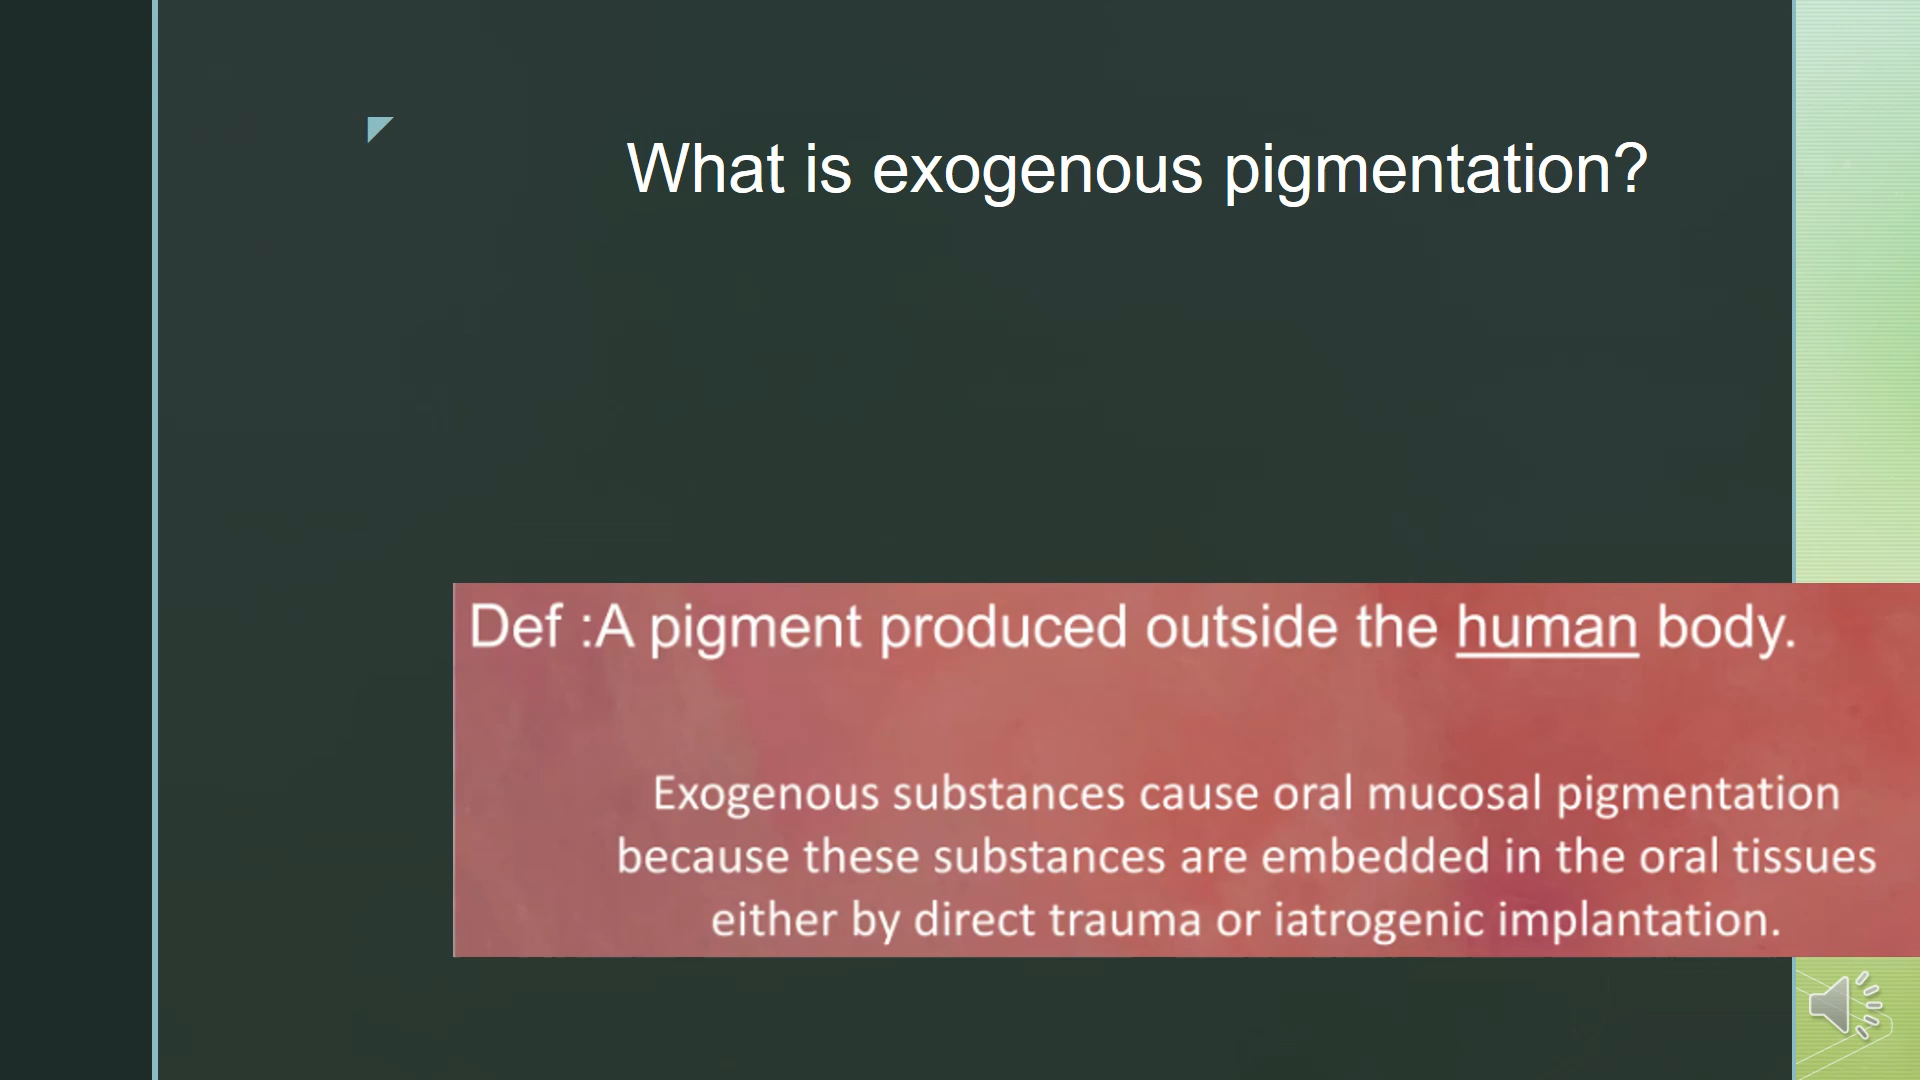 What is exogenous pigmentation?
Def :A pigment produced outside the human body.
Exogenous substances cause oral mucosal pigmentation
because these substances are embedded in the oral tissues
either by direct trauma or iatrogenic implantation.